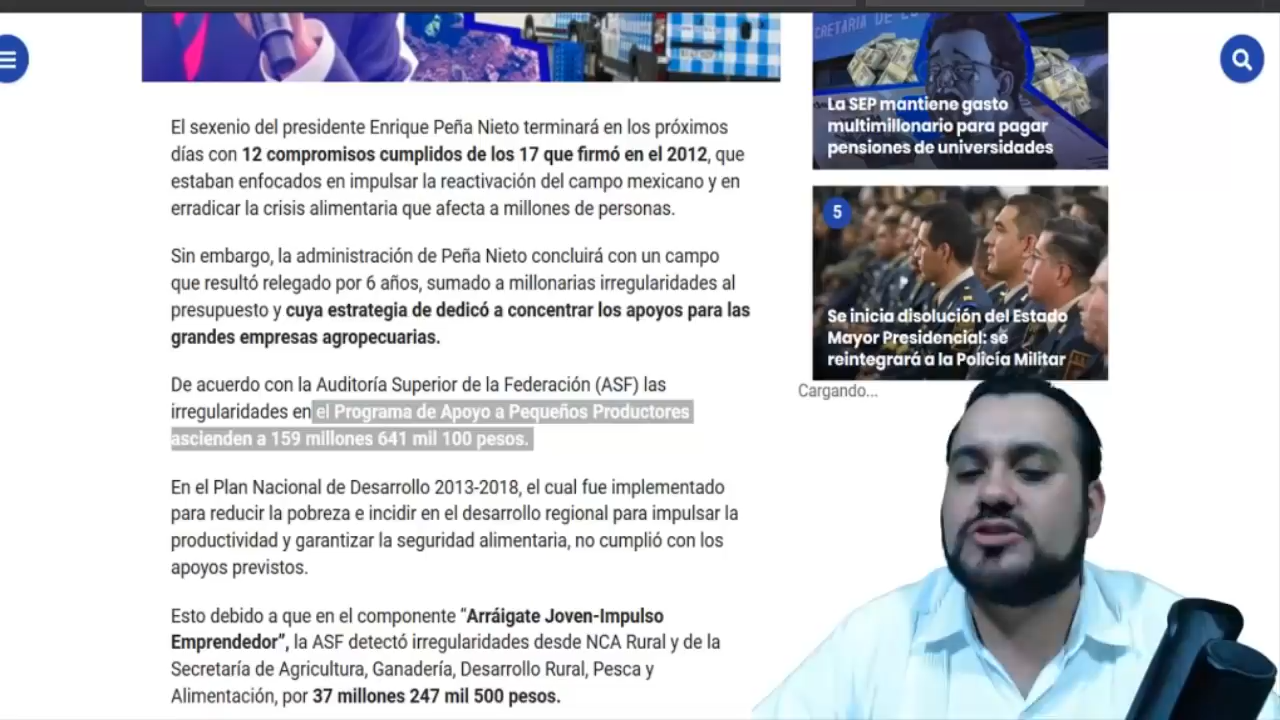 El sexenio del presidente Enrique Peña Nieto terminará en los próximos
días con 12 compromisos cumplidos de los 17 que firmó en el 2012, que
estaban enfocados en impulsar la reactivación del campo mexicano y en
erradicar la crisis alimentaria que afecta a millones de personas.
Sin embargo, la administración de Peña Nieto concluirá con un campo
que resultó relegado por 6 años, sumado a millonarias irregularidades al
presupuesto y cuya estrategia de dedicó a concentrar los apoyos para las
grandes empresas agropecuarias.
De acuerdo con la Auditoría Superior de la Federación (ASF) las
irregularidades en el Programa de Apoyo a Pequeños Productores
ascienden a 159 millones 641 mil 100 pesos.
En el Plan Nacional de Desarrollo 2013-2018, el cual fue implementado
para reducir la pobreza e incidir en el desarrollo regional para impulsar la
productividad y garantizar la seguridad alimentaria, no cumplió con los
apoyos previstos.
Esto debido a que en el componente “Arráigate Joven-Impulso
Emprendedor”, la ASF detectó irregularidades desde NCA Rural y de la
Secretaría de Agricultura, Ganadería, Desarrollo Rural, Pesca y
Alimentación, por 37 millones 247 mil 500 pesos.
La SEP mantiene gasto
multimillonario para pagar
pensiones de universidades
5
Se inicia disolución del Estado
Mayor Presidencial: se
reintegrará a la Policía Militar
Cargando...